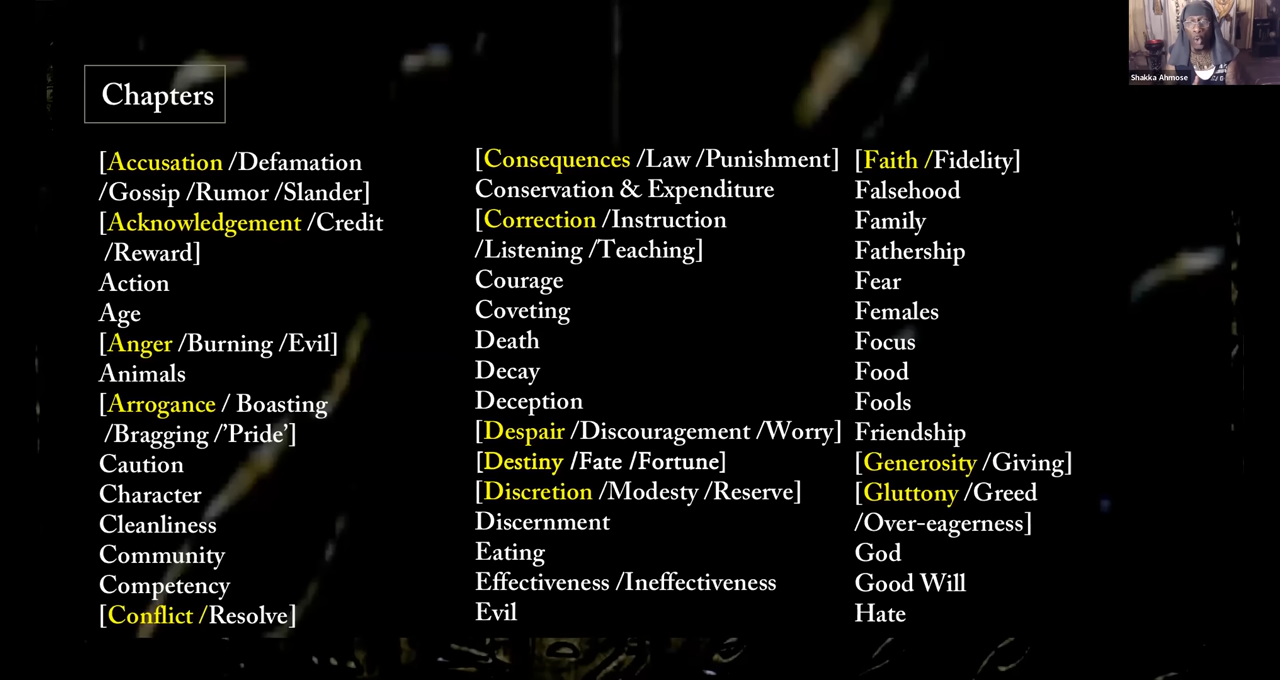 Chapters
[Accusation /Defamation
/Gossip /Rumor /Slander]
[Acknowledgement /Credit
/Reward]
Action
Age
[Anger /Burning /Evil]
Animals
[Arrogance / Boasting
/Bragging /'Pride']
Caution
Character
Cleanliness
Community
Competency
[Conflict /Resolve]
[Consequences /Law /Punishment]
Conservation & Expenditure
[Correction /Instruction
/Listening /Teaching]
Courage
Coveting
Death
Decay
Deception
[Despair /Discouragement /Worry]
[Destiny /Fate /Fortune]
[Discretion /Modesty /Reserve]
Discernment
Eating
Effectiveness /Ineffectiveness
Evil
[Faith /Fidelity]
Falsehood
Family
Fathership
Fear
Females
Focus
Food
Fools
Friendship
[Generosity /Giving]
[Gluttony /Greed
/Over-eagerness]
God
Good Will
Hate
Shakka Ahmose